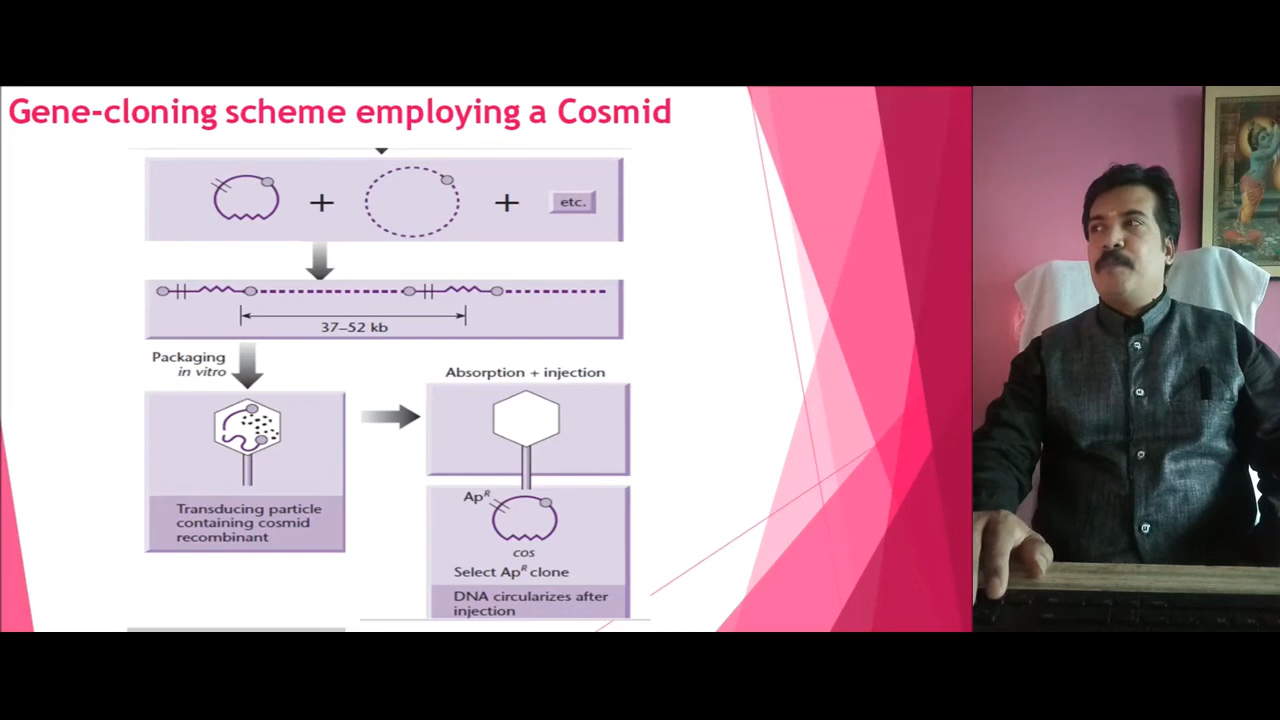 Gene-cloning scheme employing a Cosmid
etc.
37–52 kb
Packaging
in vitro
Absorption + injection
Transducing particle
containing cosmid
recombinant
Apᴿ
cos
Select Apᴿ clone
DNA circularizes after
injection